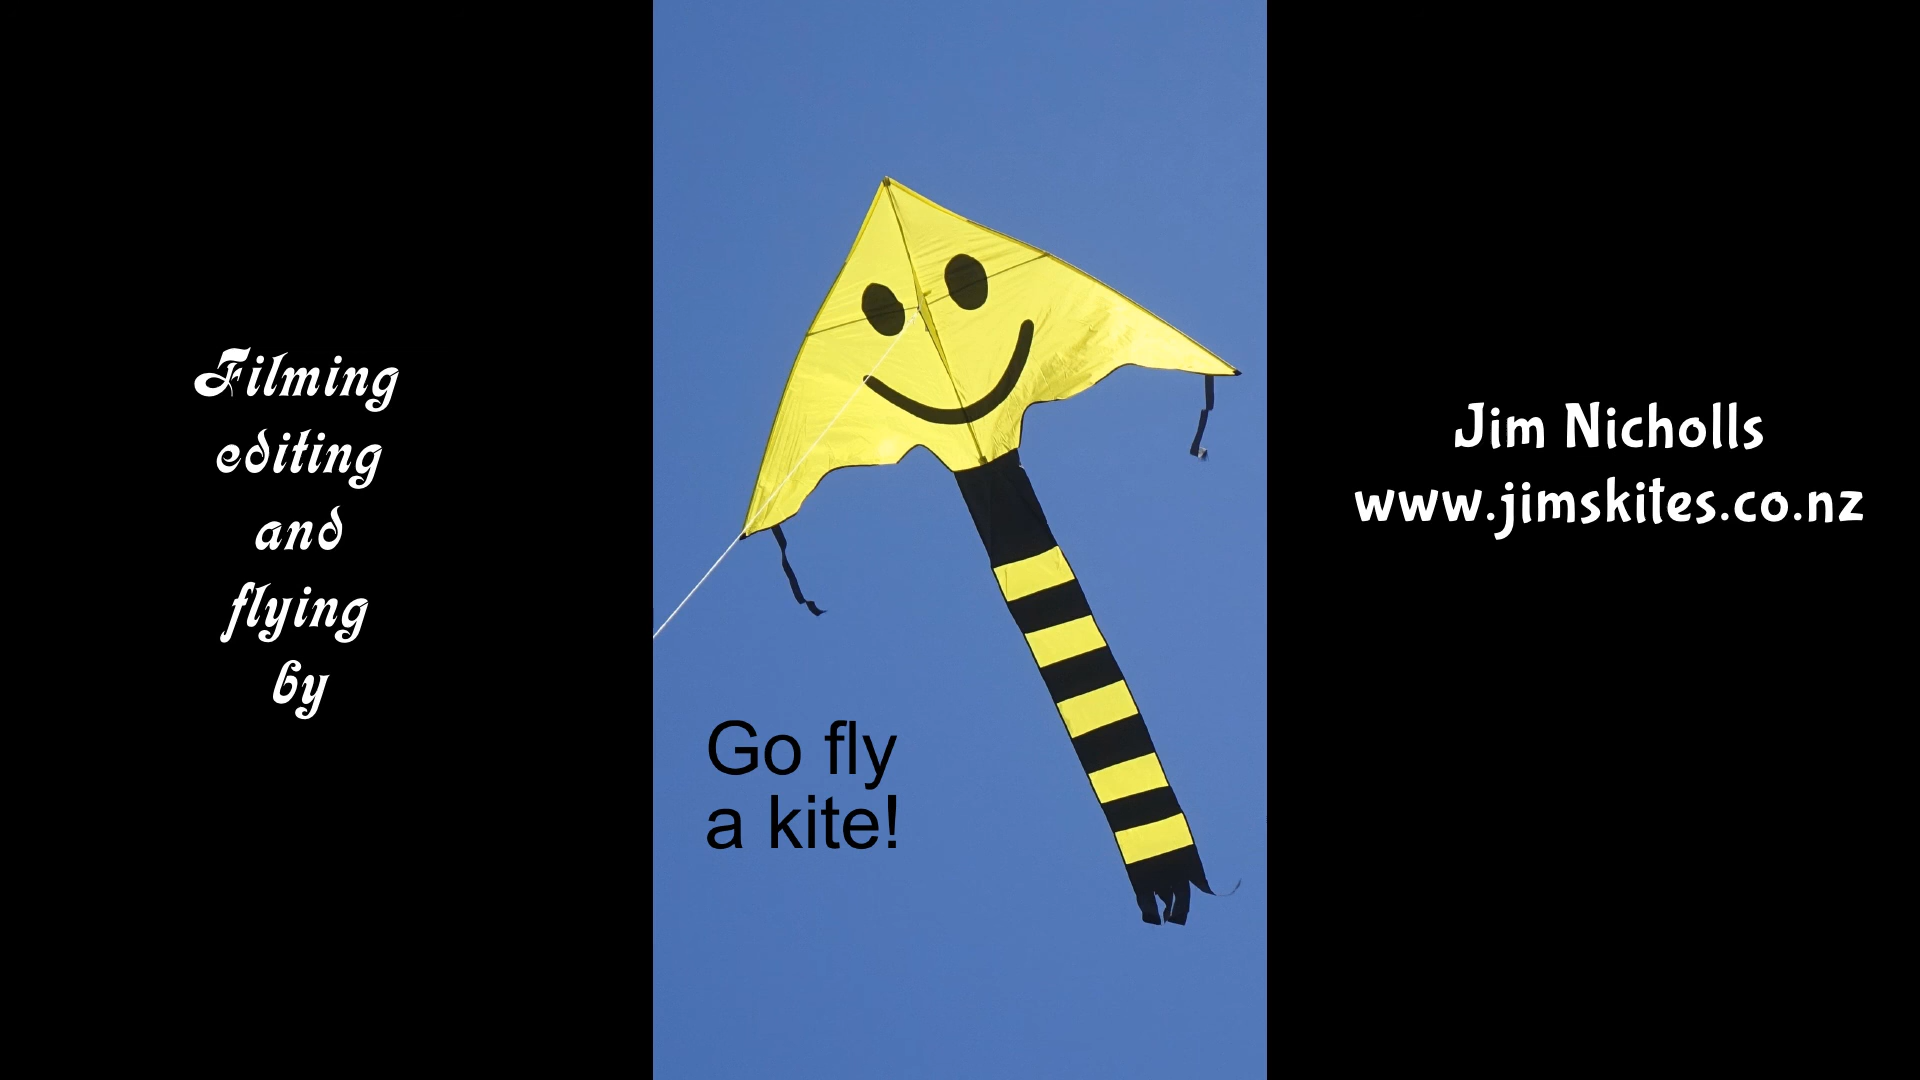 Filming
editing
and
flying
by
Go fly
a kite!
Jim Nicholls
www.jimskites.co.nz